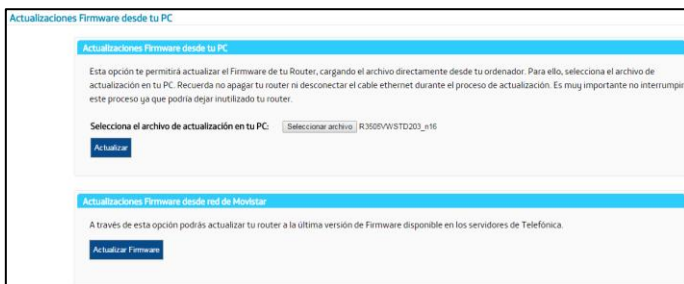 Actualizaciones Firmware desde tu PC
Actualizaciones Firmware desde tu PC
Esta opción te permitirá actualizar el Firmware de tu Router, cargando el archivo directamente desde tu ordenador. Para ello, selecciona el archivo de
actualización en tu PC. Recuerda no apagar tu router ni desconectar el cable ethernet durante el proceso de actualización. Es muy importante no interrumpir
este proceso ya que podría dejar inutilizado tu router.
Selecciona el archivo de actualización en tu PC: Seleccionar archivo R3505VWSTD203_n16
Actualizar
Actualizaciones Firmware desde red de Movistar
A través de esta opción podrás actualizar tu router a la última versión de Firmware disponible en los servidores de Telefónica.
Actualizar Firmware